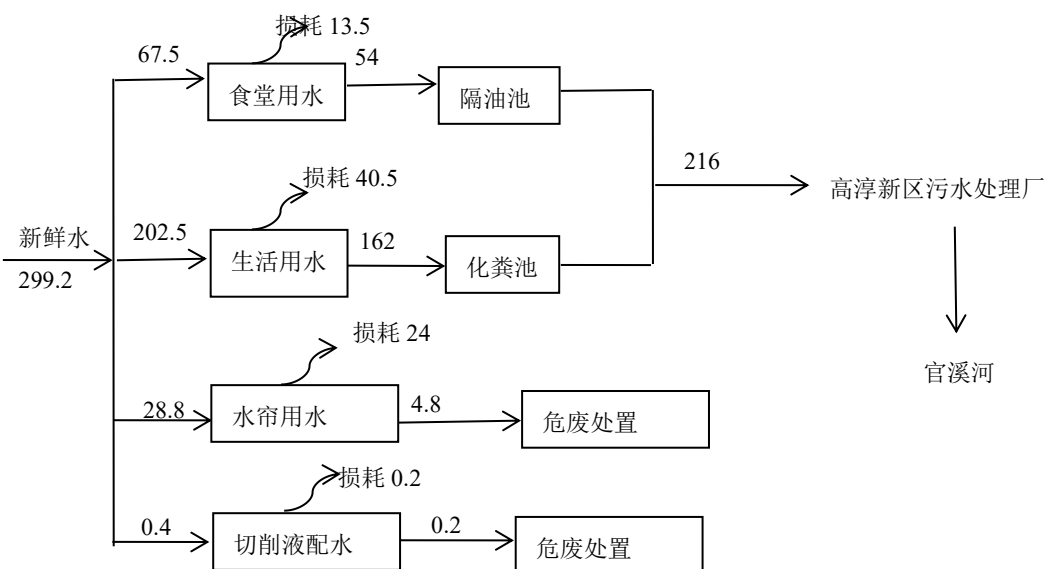 损耗 13.5
67.5
54
食堂用水
隔油池
216
高淳新区污水处理厂
损耗 40.5
新鲜水
202.5
162
生活用水
化粪池
299.2
损耗 24
官溪河
28.8
4.8
水帘用水
危废处置
损耗 0.2
0.4
0.2
切削液配水
危废处置